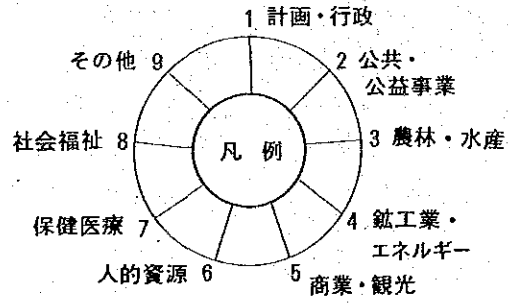 1 計画・行政
2 公共・
公益事業
3 農林・水産
4 鉱工業・
エネルギー
5 商業・観光
6 人的資源
7 保健医療
8 社会福祉
9 その他
凡例